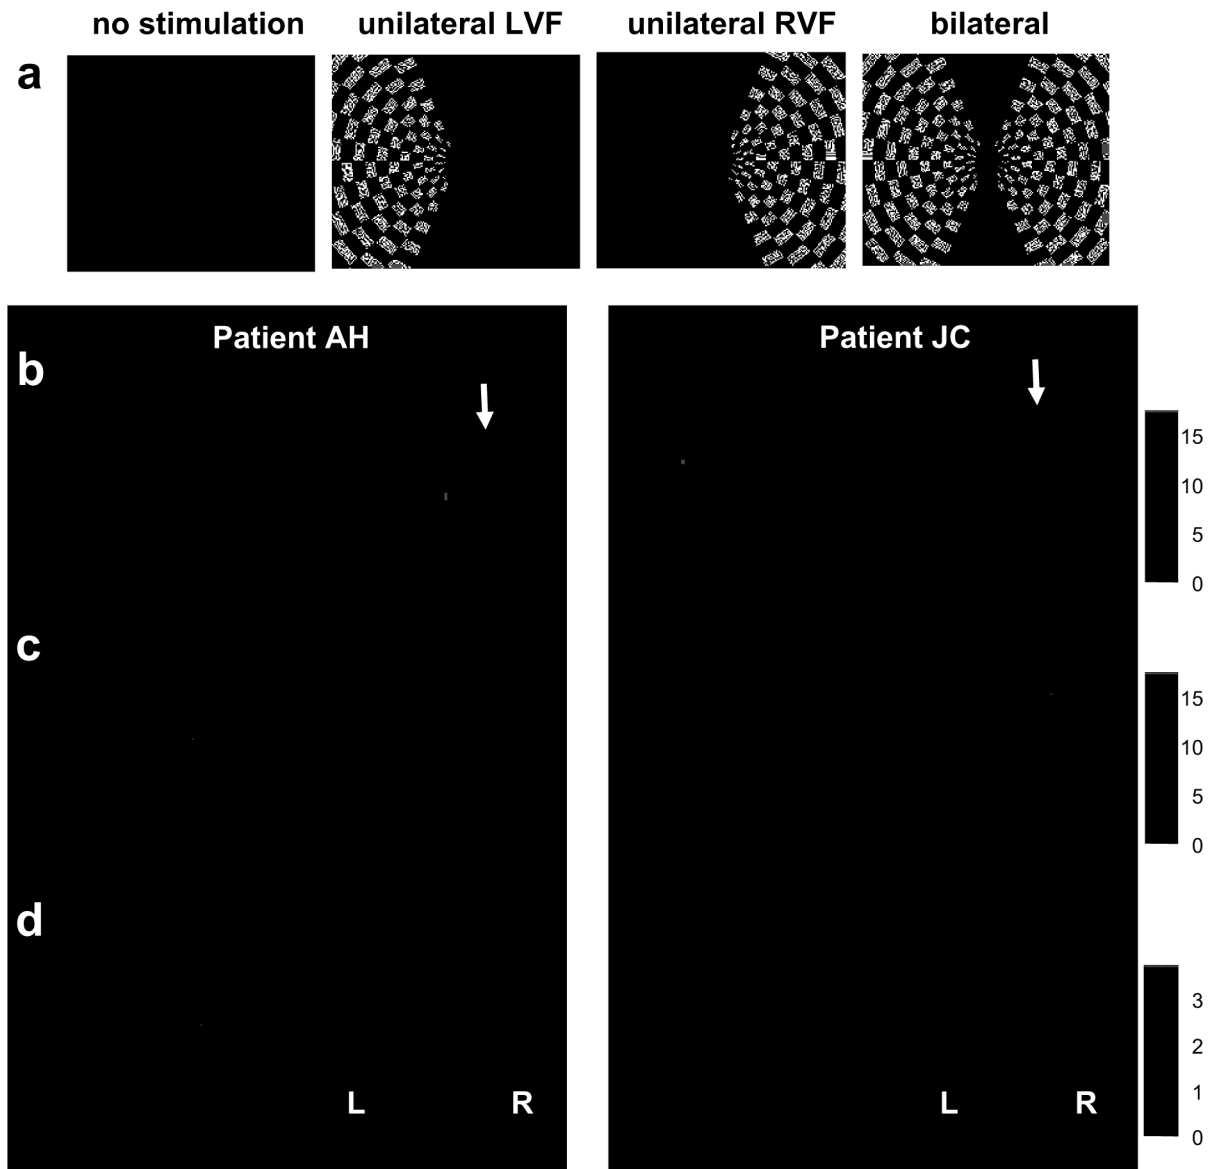 no stimulation unilateral LVF unilateral RVF bilateral
a
Patient AH Patient JC
b
15
10
5
0
c
15
10
5
0
d
3
2
1
0
L R L R